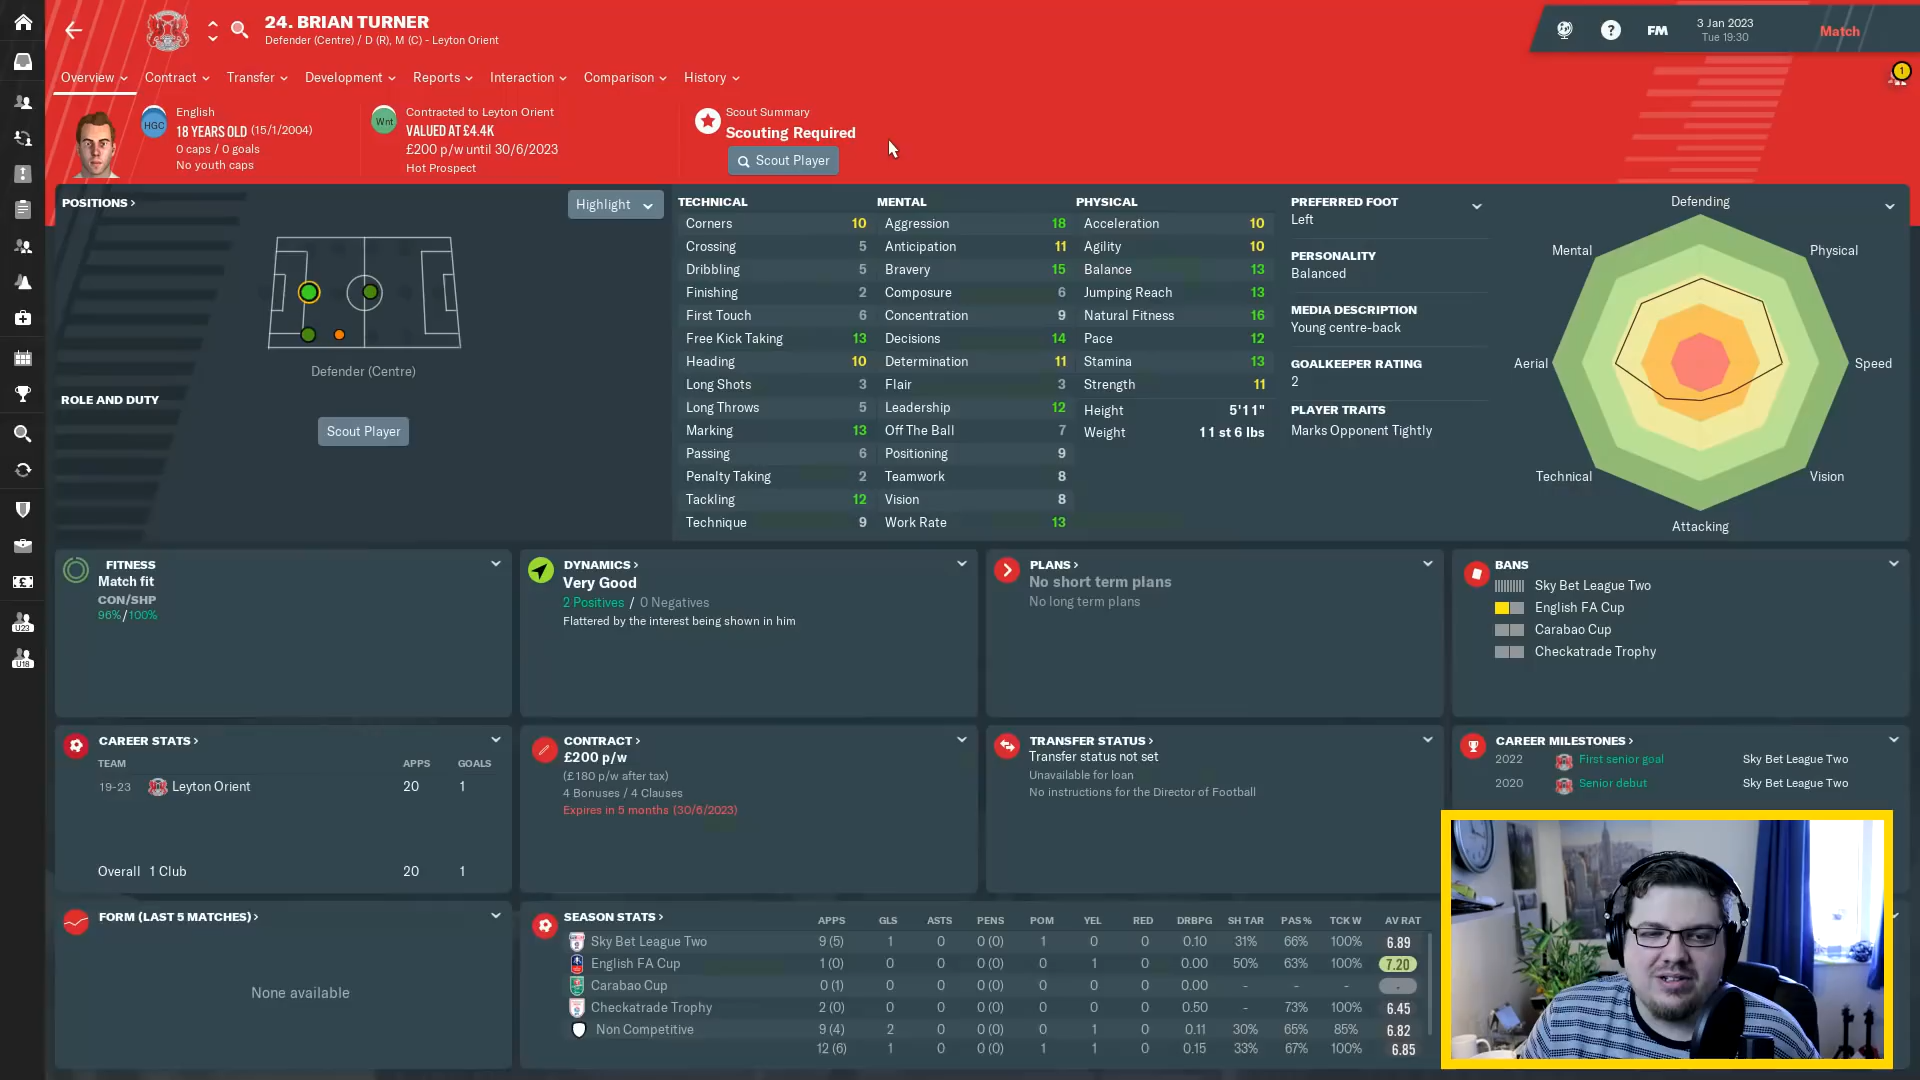 24. BRIAN TURNER
Defender (Centre) / D (R), M (C) - Leyton Orient
FM
3 Jan 2023
Tue 19:30
Match
Overview
Contract
Transfer
Development
Reports
Interaction
Comparison
History
1
HGC
English
18 YEARS OLD (15/1/2004)
0 caps / 0 goals
No youth caps
Wnt
Contracted to Leyton Orient
VALUED AT £4.4K
£200 p/w until 30/6/2023
Hot Prospect
Scout Summary
Scouting Required
Scout Player
POSITIONS
Highlight
Defender (Centre)
ROLE AND DUTY
Scout Player
TECHNICAL
Corners 10
Crossing 5
Dribbling 5
Finishing 2
First Touch 6
Free Kick Taking 13
Heading 10
Long Shots 3
Long Throws 5
Marking 13
Passing 6
Penalty Taking 2
Tackling 12
Technique 9
MENTAL
Aggression 18
Anticipation 11
Bravery 15
Composure 6
Concentration 9
Decisions 14
Determination 11
Flair 3
Leadership 12
Off The Ball 7
Positioning 9
Teamwork 8
Vision 8
Work Rate 13
PHYSICAL
Acceleration 10
Agility 10
Balance 13
Jumping Reach 13
Natural Fitness 16
Pace 12
Stamina 13
Strength 11
Height 5'11"
Weight 11 st 6 lbs
PREFERRED FOOT
Left
PERSONALITY
Balanced
MEDIA DESCRIPTION
Young centre-back
GOALKEEPER RATING
2
PLAYER TRAITS
Marks Opponent Tightly
Defending
Physical
Speed
Vision
Attacking
Technical
Aerial
Mental
U23
U18
FITNESS
Match fit
CON/SHP
96%/100%
DYNAMICS
Very Good
2 Positives / 0 Negatives
Flattered by the interest being shown in him
PLANS
No short term plans
No long term plans
BANS
Sky Bet League Two
English FA Cup
Carabao Cup
Checkatrade Trophy
CAREER STATS
TEAM APPS GOALS
19-23 Leyton Orient 20 1
Overall 1 Club 20 1
CONTRACT
£200 p/w
(£180 p/w after tax)
4 Bonuses / 4 Clauses
Expires in 5 months (30/6/2023)
TRANSFER STATUS
Transfer status not set
Unavailable for loan
No instructions for the Director of Football
CAREER MILESTONES
2022 First senior goal Sky Bet League Two
2020 Senior debut Sky Bet League Two
FORM (LAST 5 MATCHES)
None available
SEASON STATS APPS GLS ASTS PENS POM YEL RED DRBPG SH TAR PAS % TCK W AV RAT
Sky Bet League Two 9 (5) 1 0 0 (0) 1 0 0 0.10 31% 66% 100% 6.89
English FA Cup 1 (0) 0 0 0 (0) 0 1 0 0.00 50% 63% 100% 7.20
Carabao Cup 0 (1) 0 0 0 (0) 0 0 0 0.00 - - - -
Checkatrade Trophy 2 (0) 0 0 0 (0) 0 0 0 0.50 - 73% 100% 6.45
Non Competitive 9 (4) 2 0 0 (0) 0 1 0 0.11 30% 65% 85% 6.82
12 (6) 1 0 0 (0) 1 1 0 0.15 33% 67% 100% 6.85